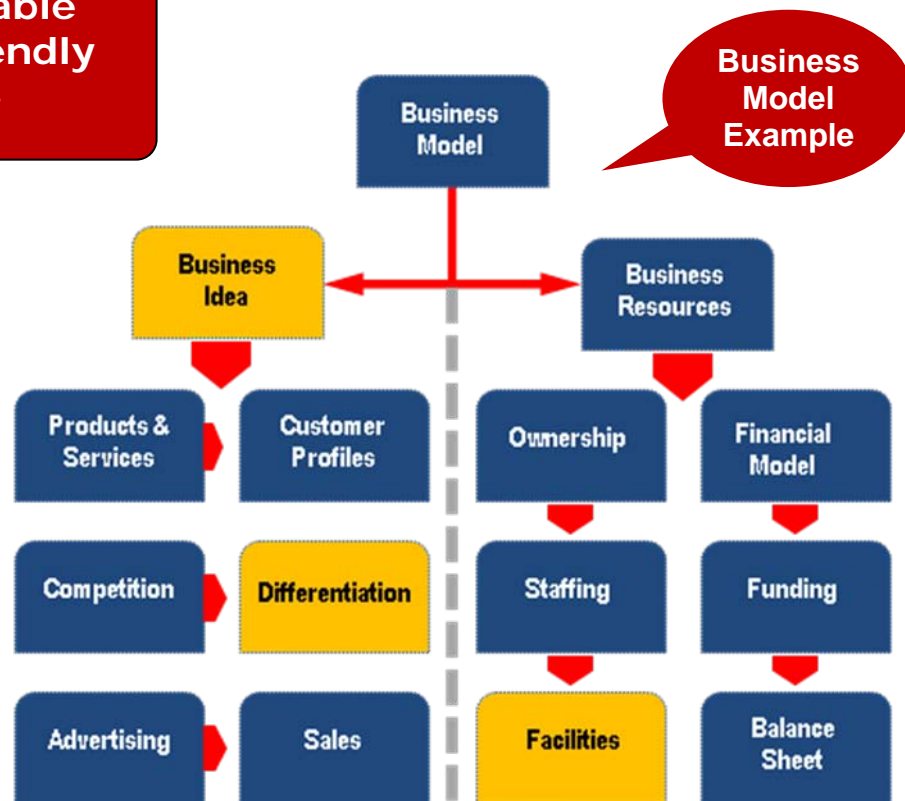 endly
Business
Model
Example
Business
Model
Business
Idea
Business
Resources
Products &
Services
Customer
Profiles
Ownership
Financial
Model
Competition
Differentiation
Staffing
Funding
Advertising
Sales
Facilities
Balance
Sheet